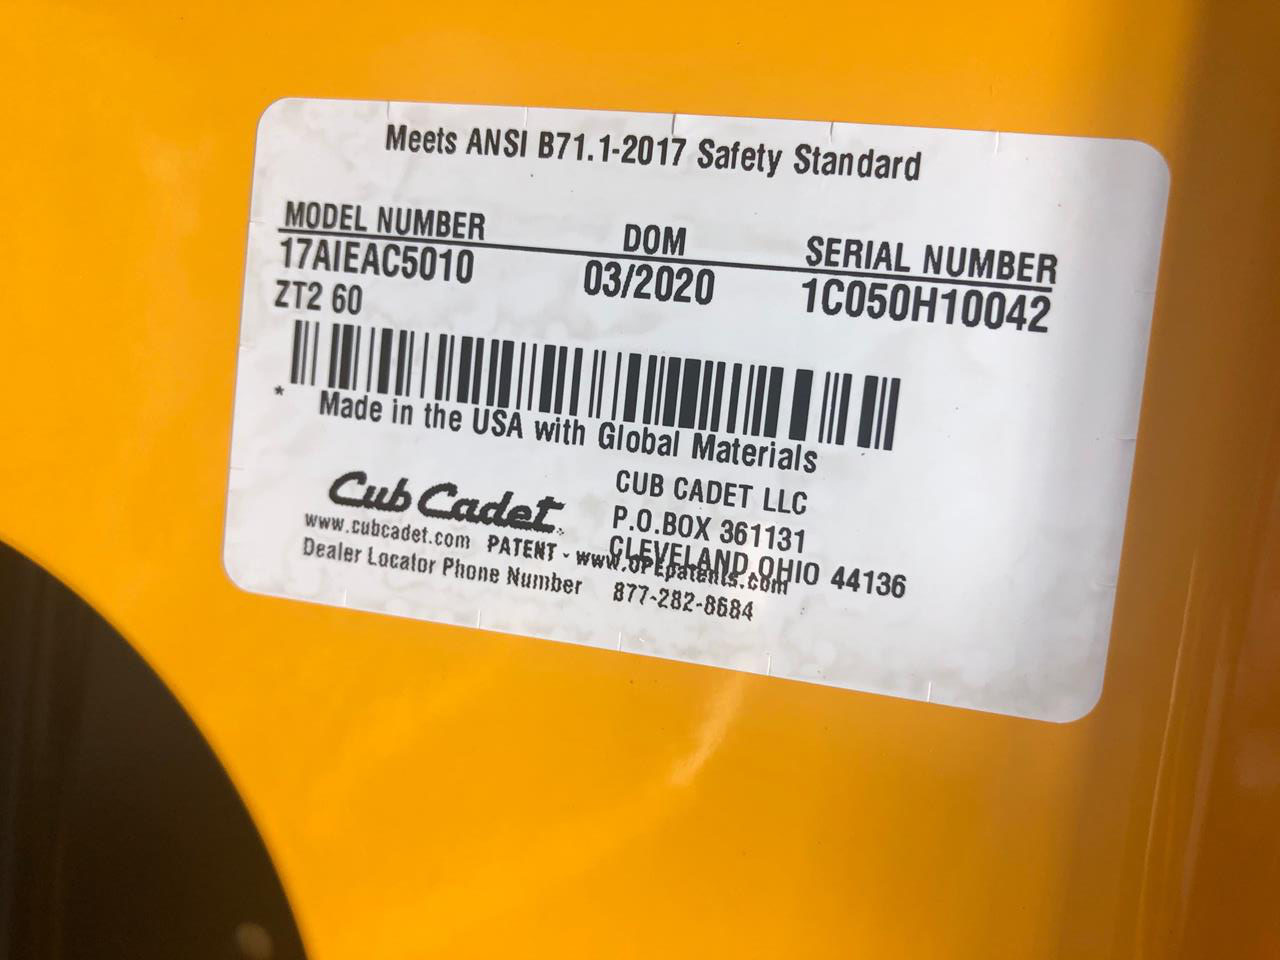 Meets ANSI B71.1-2017 Safety Standard
MODEL NUMBER DOM SERIAL NUMBER
17AIEAC5010 03/2020 1C050H10042
ZT2 60
* Made in the USA with Global Materials
Cub Cadet
CUB CADET LLC
P.O.BOX 361131
CLEVELAND OHIO 44136
www.cubcadet.com PATENT - www.OPEpatents.com
Dealer Locator Phone Number 877-282-8684